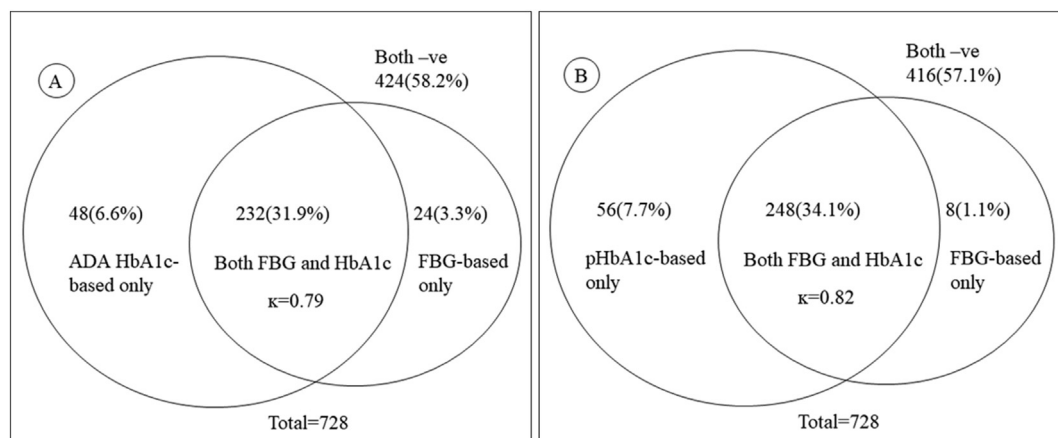 A
Both –ve
424(58.2%)
48(6.6%)
232(31.9%)
24(3.3%)
ADA HbA1c-
based only
Both FBG and HbA1c
FBG-based
only
κ=0.79
Total=728
B
Both –ve
416(57.1%)
56(7.7%)
248(34.1%)
8(1.1%)
pHbA1c-based
only
Both FBG and HbA1c
FBG-based
only
κ=0.82
Total=728